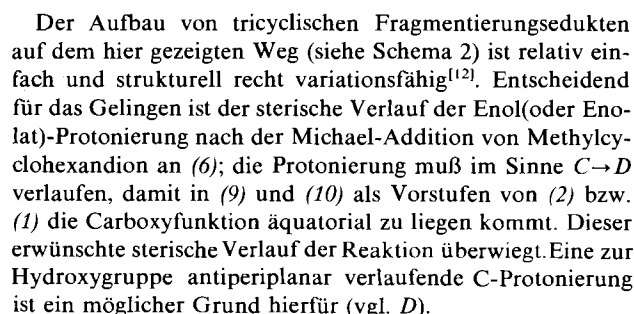 Der Aufbau von tricyclischen Fragmentierungsedukten
auf dem hier gezeigten Weg (siehe Schema 2) ist relativ ein-
fach und strukturell recht variationsfähig[12]. Entscheidend
für das Gelingen ist der sterische Verlauf der Enol(oder Eno-
lat)-Protonierung nach der Michael-Addition von Methylcy-
clohexandion an (6); die Protonierung muß im Sinne C→D
verlaufen, damit in (9) und (10) als Vorstufen von (2) bzw.
(1) die Carboxyfunktion äquatorial zu liegen kommt. Dieser
erwünschte sterische Verlauf der Reaktion überwiegt. Eine zur
Hydroxygruppe antiperiplanar verlaufende C-Protonierung
ist ein möglicher Grund hierfür (vgl. D).